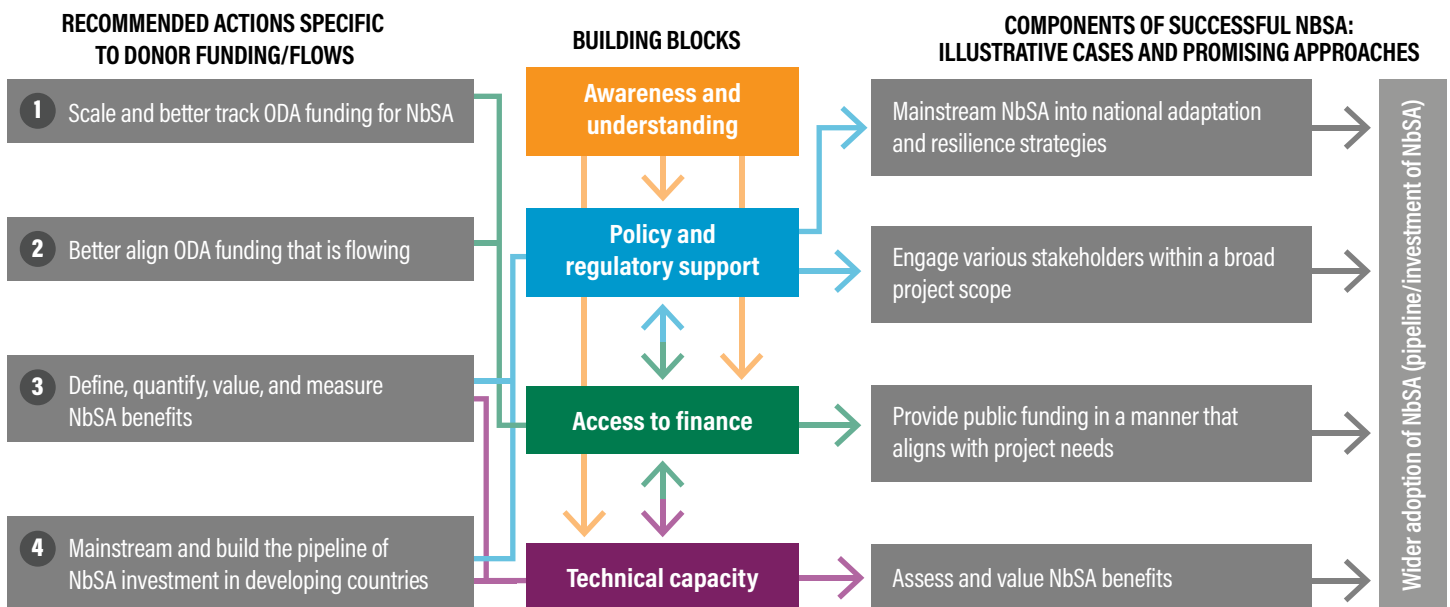 RECOMMENDED ACTIONS SPECIFIC
TO DONOR FUNDING/FLOWS
1 Scale and better track ODA funding for NbSA
2 Better align ODA funding that is flowing
3 Define, quantify, value, and measure
NbSA benefits
4 Mainstream and build the pipeline of
NbSA investment in developing countries
BUILDING BLOCKS
Awareness and
understanding
Policy and
regulatory support
Access to finance
Technical capacity
COMPONENTS OF SUCCESSFUL NBSA:
ILLUSTRATIVE CASES AND PROMISING APPROACHES
Mainstream NbSA into national adaptation
and resilience strategies
Engage various stakeholders within a broad
project scope
Provide public funding in a manner that
aligns with project needs
Assess and value NbSA benefits
Wider adoption of NbSA (pipeline/investment of NbSA)